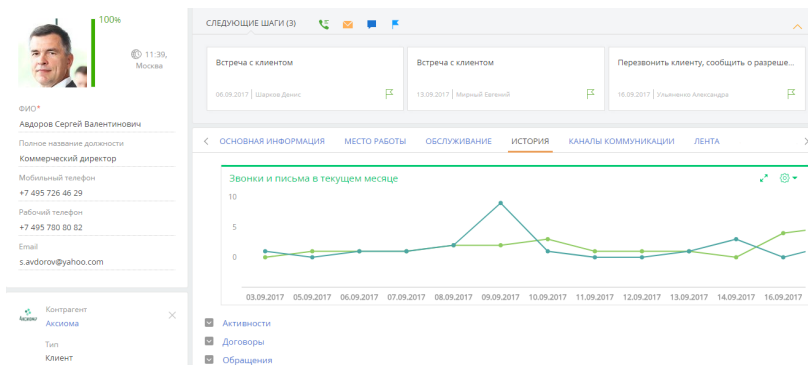 100%
11:39,
Москва
ФИО*
Авдоров Сергей Валентинович
Полное название должности
Коммерческий директор
Мобильный телефон
+7 495 726 46 29
Рабочий телефон
+7 495 780 80 82
Email
s.avdorov@yahoo.com
Контрагент
Аксиома
Тип
Клиент
СЛЕДУЮЩИЕ ШАГИ (3)
Встреча с клиентом
06.09.2017 | Шарков Денис
Встреча с клиентом
13.09.2017 | Мирный Евгений
Перезвонить клиенту, сообщить о разреше...
16.09.2017 | Ульяненко Александра
ОСНОВНАЯ ИНФОРМАЦИЯ МЕСТО РАБОТЫ ОБСЛУЖИВАНИЕ ИСТОРИЯ КАНАЛЫ КОММУНИКАЦИИ ЛЕНТА
Звонки и письма в текущем месяце
10
5
0
03.09.2017 05.09.2017 06.09.2017 07.09.2017 08.09.2017 09.09.2017 10.09.2017 11.09.2017 12.09.2017 13.09.2017 14.09.2017 16.09.2017
Активности
Договоры
Обращения